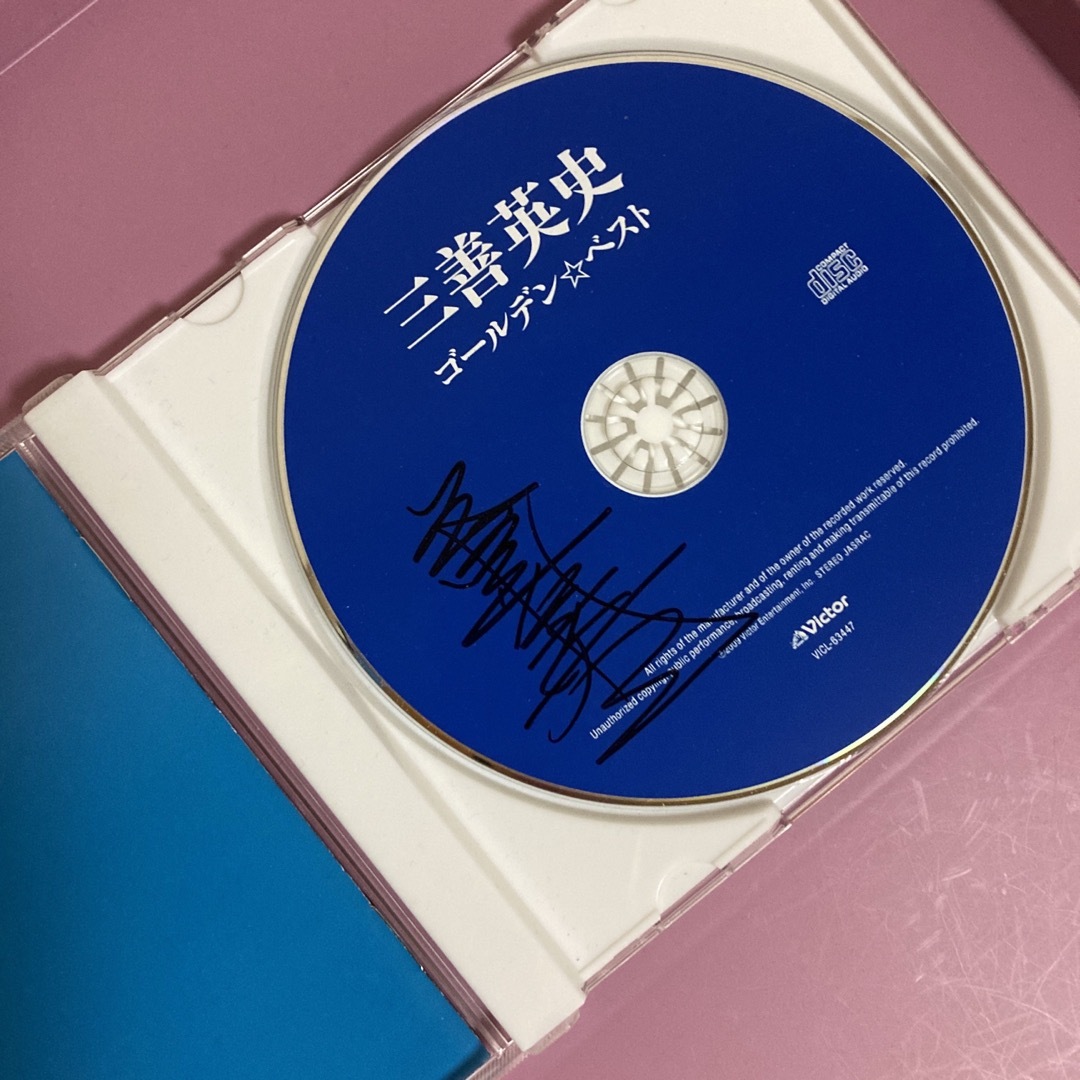 三善英史
ゴールデン☆ベスト
COMPACT
disc
DIGITAL AUDIO
All rights of the manufacturer and of the owner of the recorded work reserved.
Unauthorized copying, public performance, broadcasting, renting and making transmittable of this record prohibited.
℗2009 Victor Entertainment, Inc. STEREO JASRAC
Victor
VICL-63447